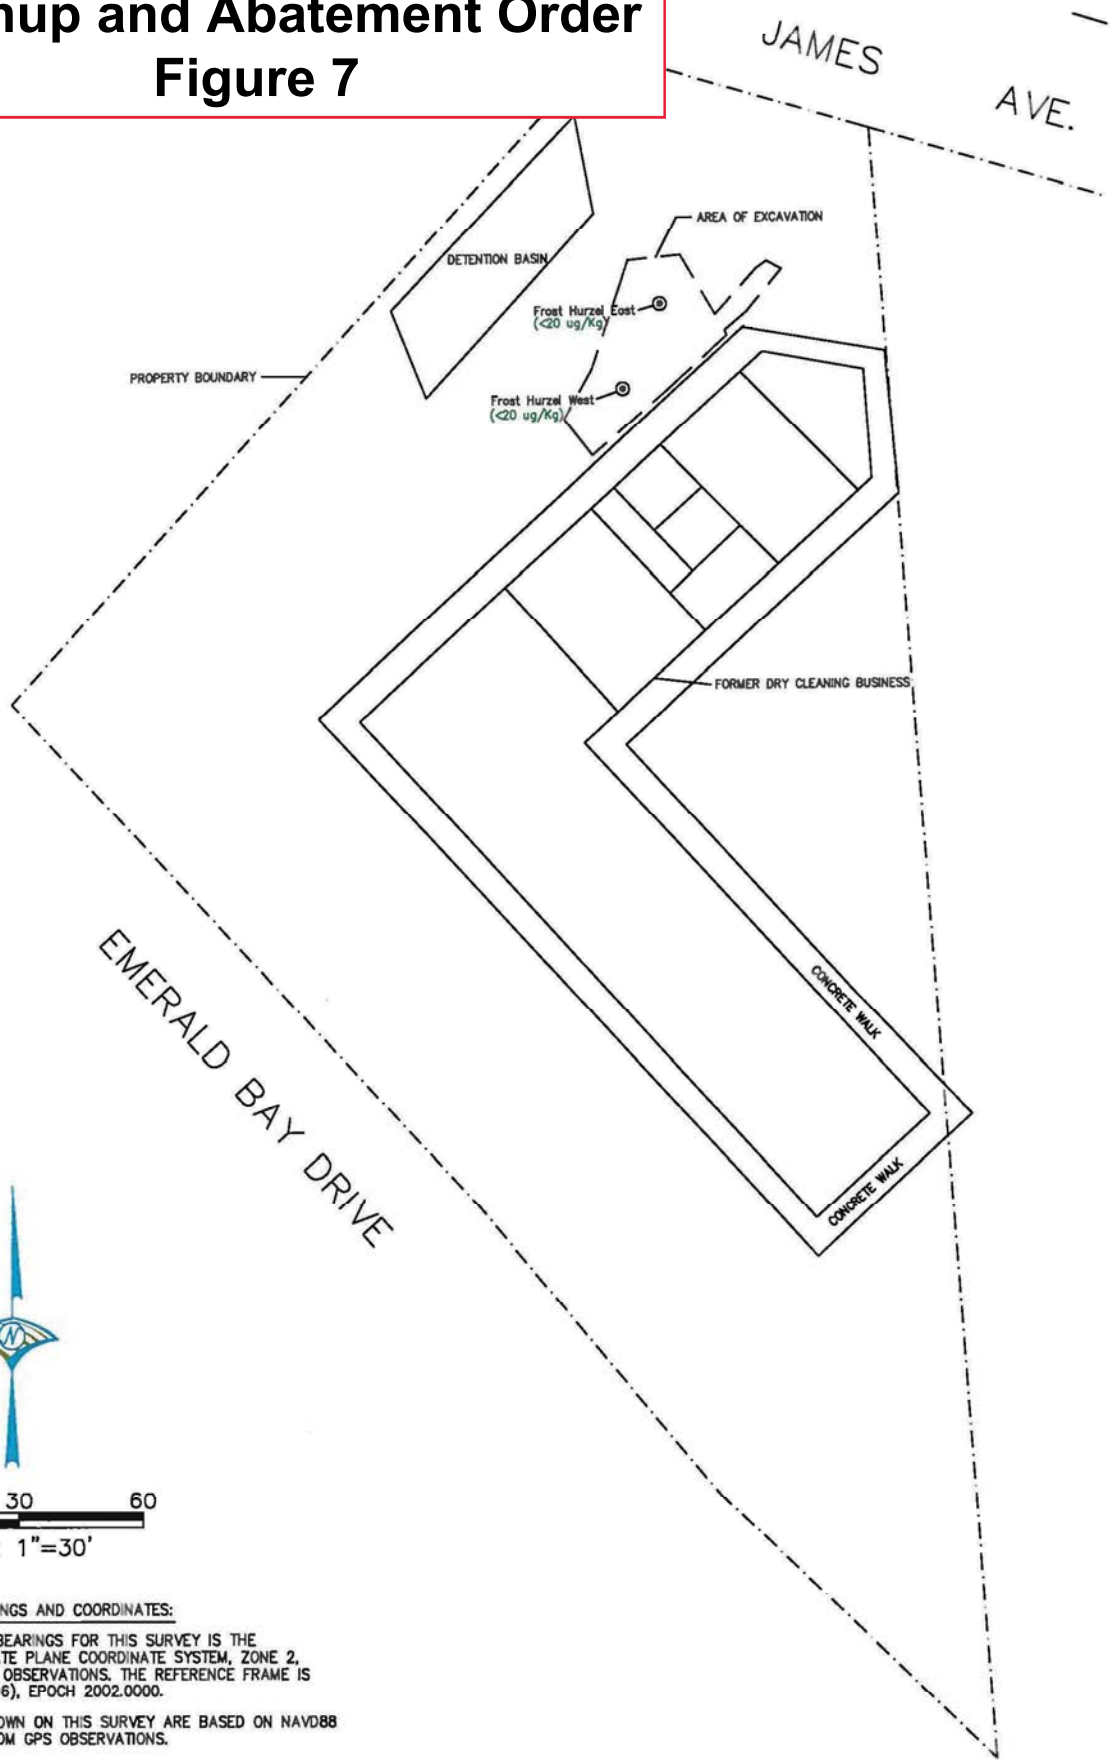 nup and Abatement Order
Figure 7
JAMES
AVE.
AREA OF EXCAVATION
DETENTION BASIN
Frost Hurzel East
(<20 ug/Kg)
PROPERTY BOUNDARY
Frost Hurzel West
(<20 ug/Kg)
FORMER DRY CLEANING BUSINESS
CONCRETE WALK
EMERALD BAY DRIVE
CONCRETE WALK
N
30 60
1"=30'
NGS AND COORDINATES:
BEARINGS FOR THIS SURVEY IS THE
TE PLANE COORDINATE SYSTEM, ZONE 2,
OBSERVATIONS. THE REFERENCE FRAME IS
6), EPOCH 2002.0000.
OWN ON THIS SURVEY ARE BASED ON NAVD88
OM GPS OBSERVATIONS.